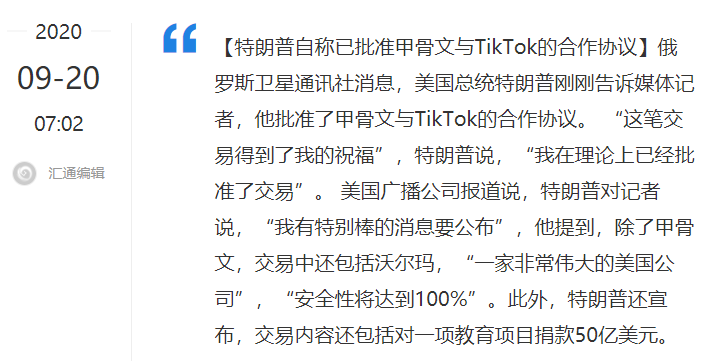 2020
09-20
07:02
汇通编辑
【特朗普自称已批准甲骨文与TikTok的合作协议】俄
罗斯卫星通讯社消息，美国总统特朗普刚刚告诉媒体记
者，他批准了甲骨文与TikTok的合作协议。 “这笔交
易得到了我的祝福”，特朗普说，“我在理论上已经批
准了交易”。 美国广播公司报道说，特朗普对记者
说，“我有特别棒的消息要公布”，他提到，除了甲骨
文，交易中还包括沃尔玛，“一家非常伟大的美国公
司”，“安全性将达到100%”。此外，特朗普还宣
布，交易内容还包括对一项教育项目捐款50亿美元。